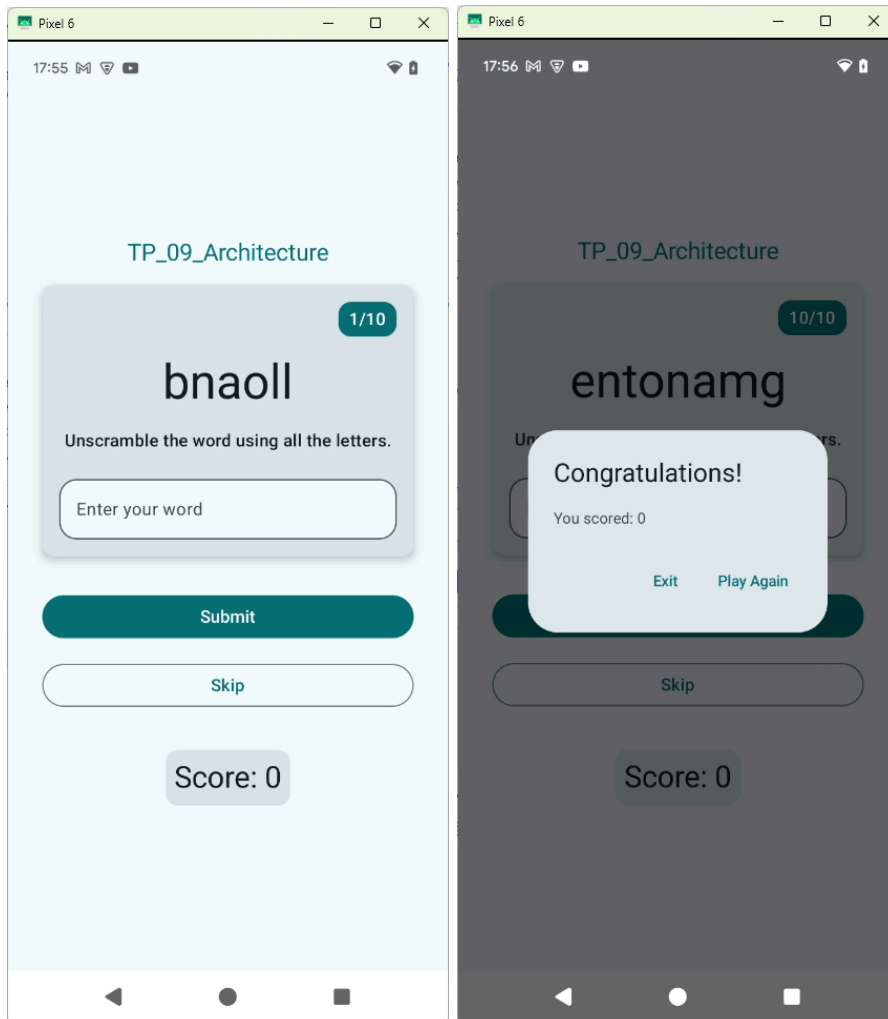 Pixel 6
17:55
TP_09_Architecture
1/10
bnaoll
Unscramble the word using all the letters.
Enter your word
Submit
Skip
Score: 0
Pixel 6
17:56
TP_09_Architecture
10/10
entonamg
Un
rs.
Congratulations!
You scored: 0
Exit
Play Again
Skip
Score: 0